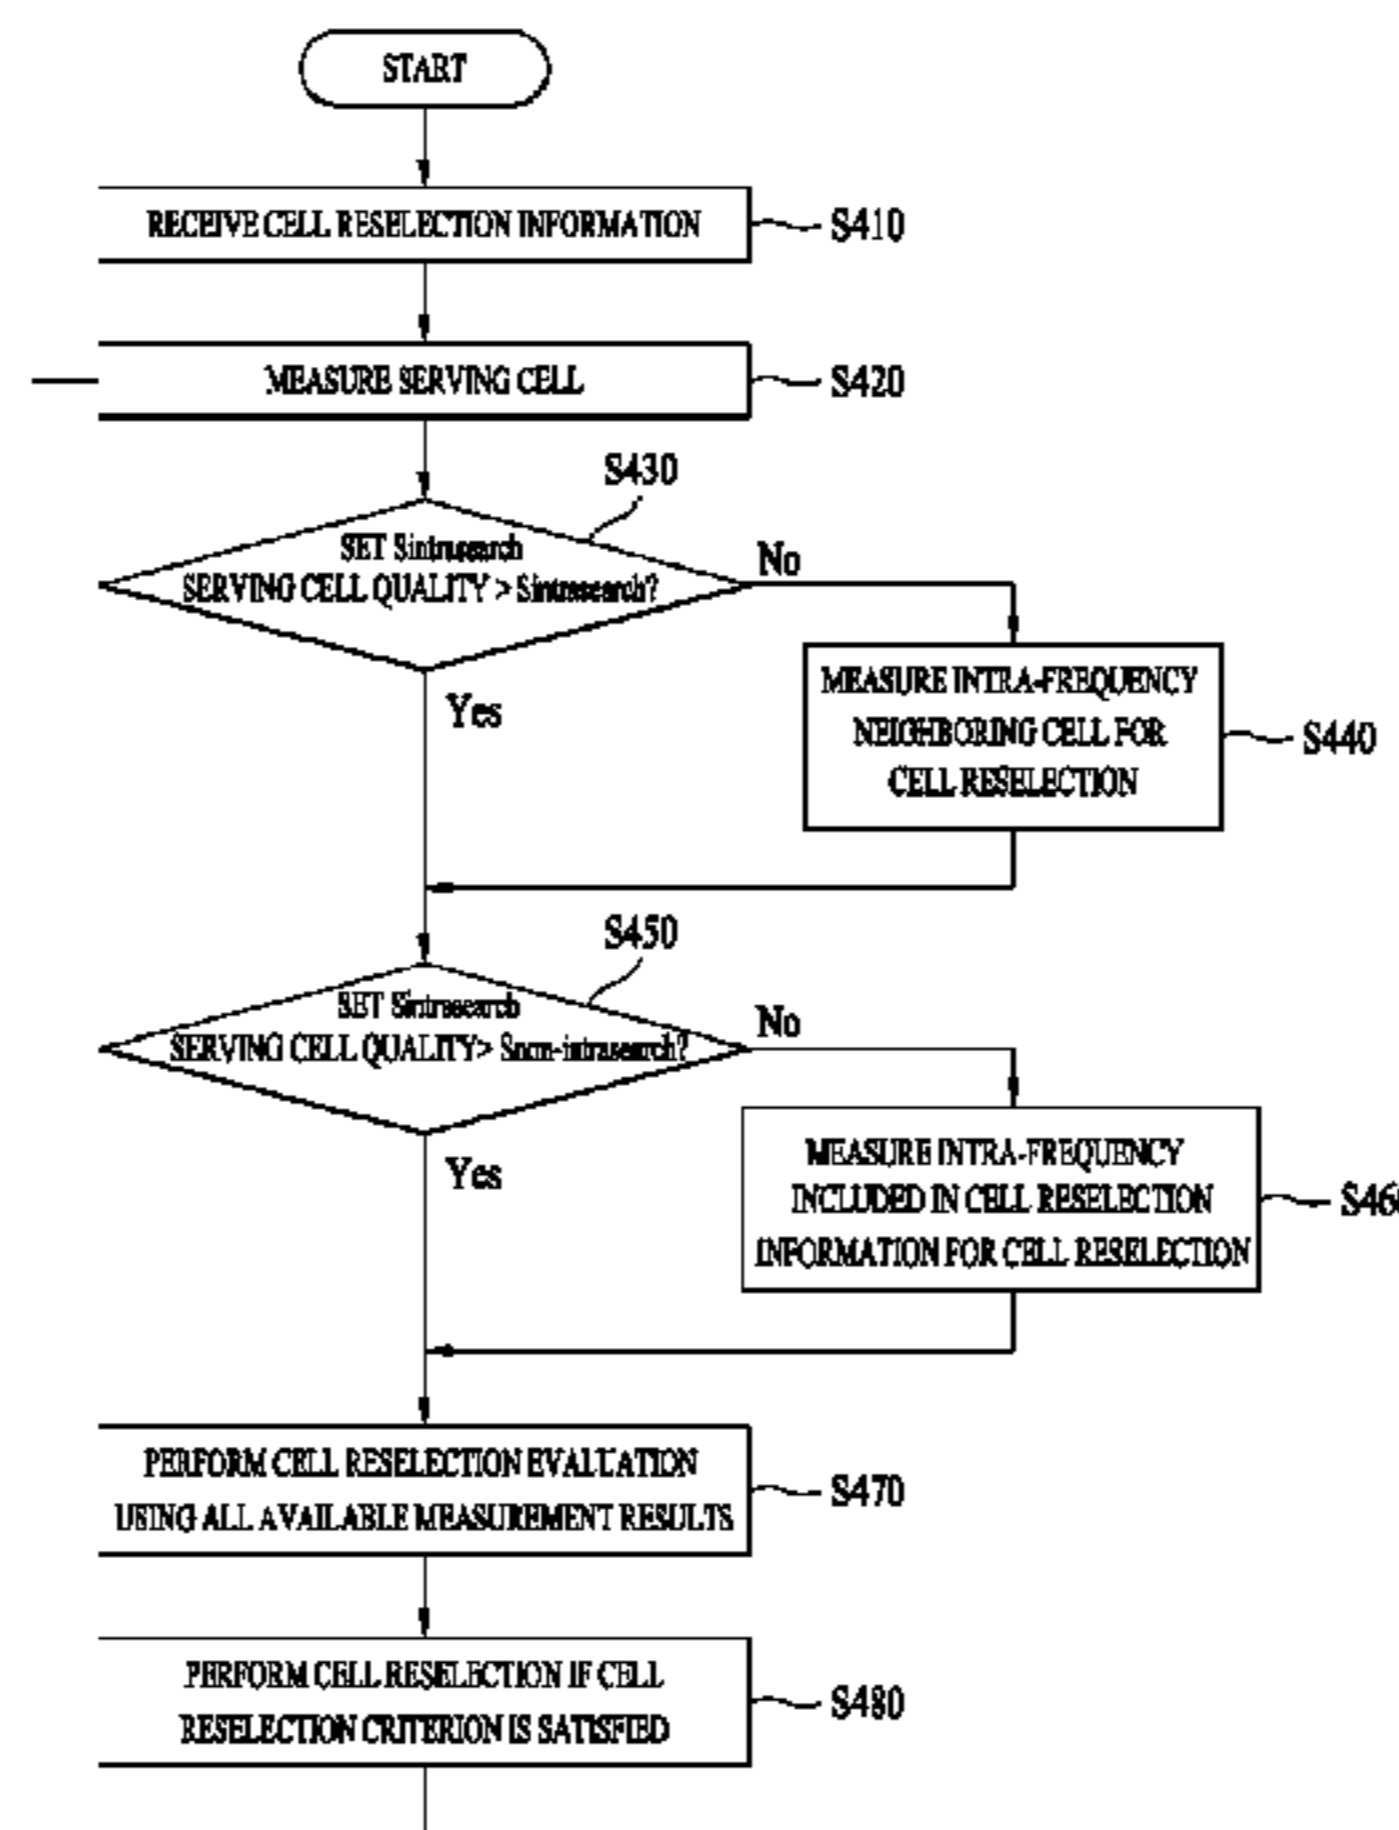 START
RECEIVE CELL RESELECTION INFORMATION
S410
MEASURE SERVING CELL
S420
S430
SET Sintrasearch
SERVING CELL QUALITY > Sintrasearch?
No
Yes
MEASURE INTRA-FREQUENCY
NEIGHBORING CELL FOR
CELL RESELECTION
S440
S450
SET Sintrasearch
SERVING CELL QUALITY> Snon-intrasearch?
No
Yes
MEASURE INTRA-FREQUENCY
INCLUDED IN CELL RESELECTION
INFORMATION FOR CELL RESELECTION
S460
PERFORM CELL RESELECTION EVALUATION
USING ALL AVAILABLE MEASUREMENT RESULTS
S470
PERFORM CELL RESELECTION IF CELL
RESELECTION CRITERION IS SATISFIED
S480